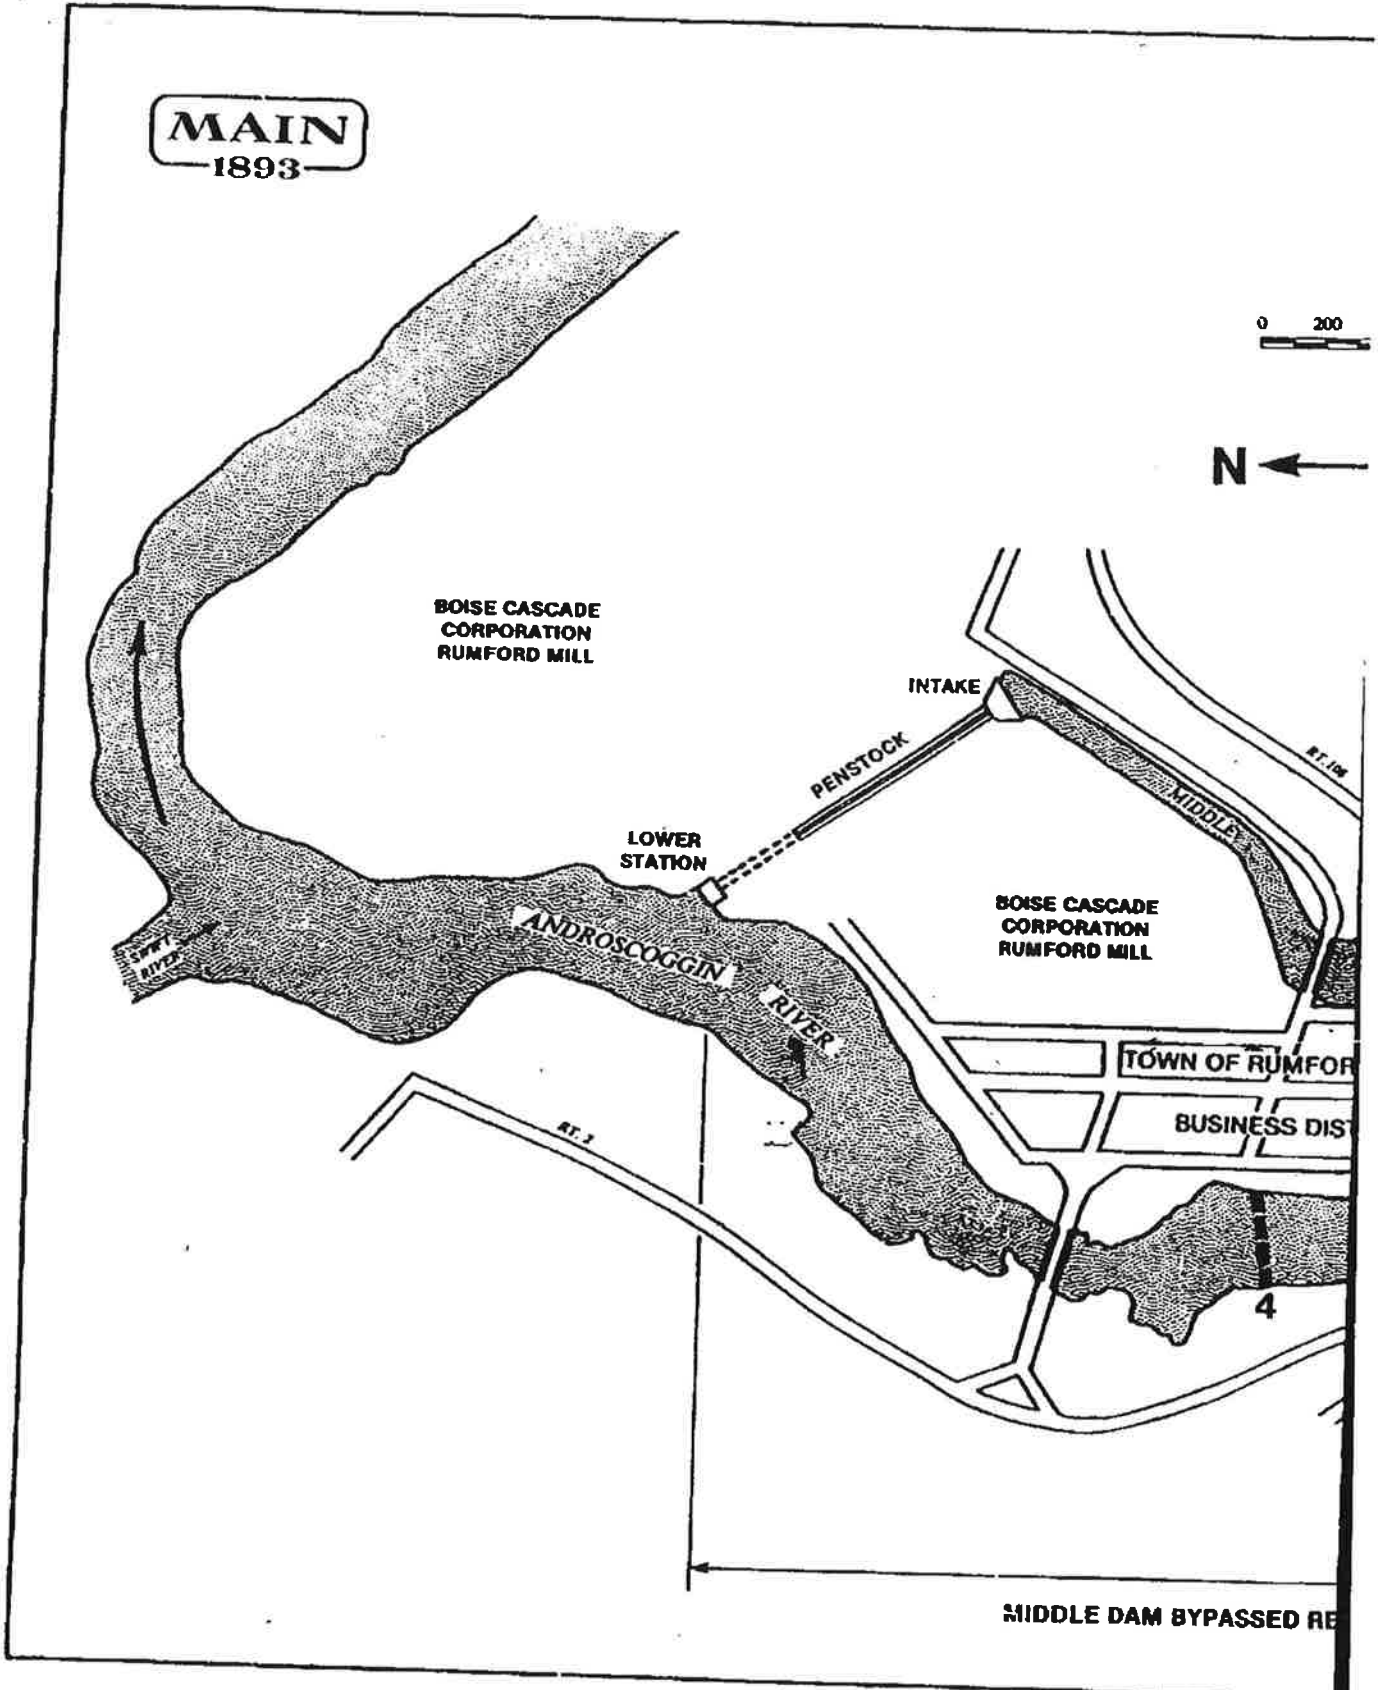 MAIN
1893
0 200
N
BOISE CASCADE
CORPORATION
RUMFORD MILL
INTAKE
PENSTOCK
RT. 108
MIDDLE
LOWER
STATION
BOISE CASCADE
CORPORATION
RUMFORD MILL
SWIFT
RIVER
ANDROSCOGGIN
RIVER
TOWN OF RUMFOR
BUSINESS DIST
RT. 2
4
MIDDLE DAM BYPASSED RE